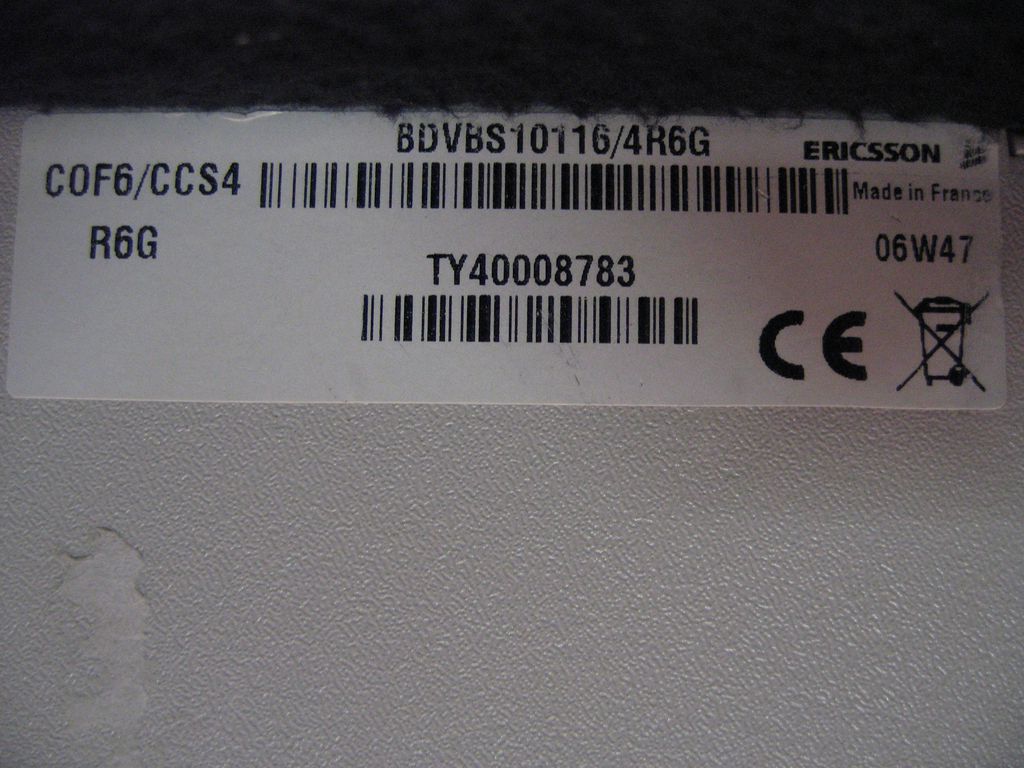 BDVBS10116/4R6G
ERICSSON
COF6/CCS4
Made in France
R6G
06W47
TY40008783
CE